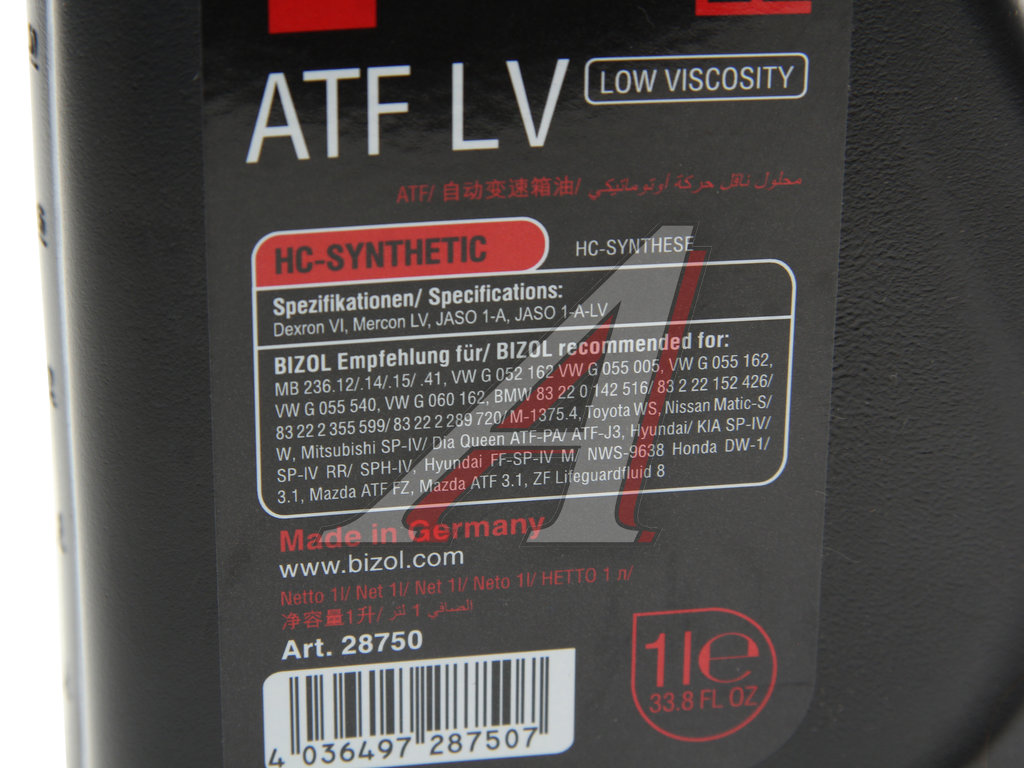 ATF LV LOW VISCOSITY
ATF/ 自动变速箱油/ محلول ناقل حركة أوتوماتيكي
HC-SYNTHETIC HC-SYNTHESE
Spezifikationen/ Specifications:
Dexron VI, Mercon LV, JASO 1-A, JASO 1-A-LV
BIZOL Empfehlung für/ BIZOL recommended for:
MB 236.12/.14/.15/ .41, VW G 052 162 VW G 055 005, VW G 055 162,
VW G 055 540, VW G 060 162, BMW 83 22 0 142 516/ 83 2 22 152 426/
83 22 2 355 599/ 83 22 2 289 720/ M-1375.4, Toyota WS, Nissan Matic-S/
W, Mitsubishi SP-IV/ Dia Queen ATF-PA/ ATF-J3, Hyundai/ KIA SP-IV/
SP-IV RR/ SPH-IV, Hyundai FF-SP-IV M/ NWS-9638 Honda DW-1/
3.1, Mazda ATF FZ, Mazda ATF 3.1, ZF Lifeguardfluid 8
Made in Germany
www.bizol.com
Netto 1l/ Net 1l/ Net 1l/ Neto 1l/ НЕТТО 1 л/
净容量1升/ الصافي 1 لتر/
Art. 28750
1l e
33.8 FL OZ
4 036497 287507